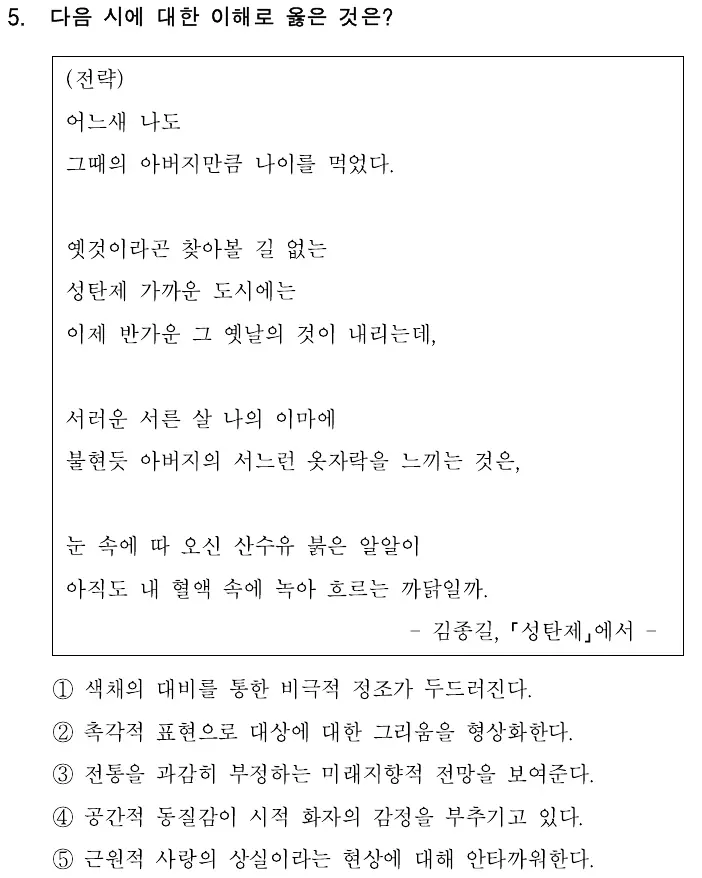 5. 다음 시에 대한 이해로 옳은 것은?
(전략)
어느새 나도
그때의 아버지만큼 나이를 먹었다.
옛것이라곤 찾아볼 길 없는
성탄제 가까운 도시에는
이제 반가운 그 옛날의 것이 내리는데,
서러운 서른 살 나의 이마에
불현듯 아버지의 서느런 옷자락을 느끼는 것은,
눈 속에 따 오신 산수유 붉은 알알이
아직도 내 혈액 속에 녹아 흐르는 까닭일까.
- 김종길, 「성탄제」에서 -
① 색채의 대비를 통한 비극적 정조가 두드러진다.
② 촉각적 표현으로 대상에 대한 그리움을 형상화한다.
③ 전통을 과감히 부정하는 미래지향적 전망을 보여준다.
④ 공간적 동질감이 시적 화자의 감정을 부추기고 있다.
⑤ 근원적 사랑의 상실이라는 현상에 대해 안타까워한다.